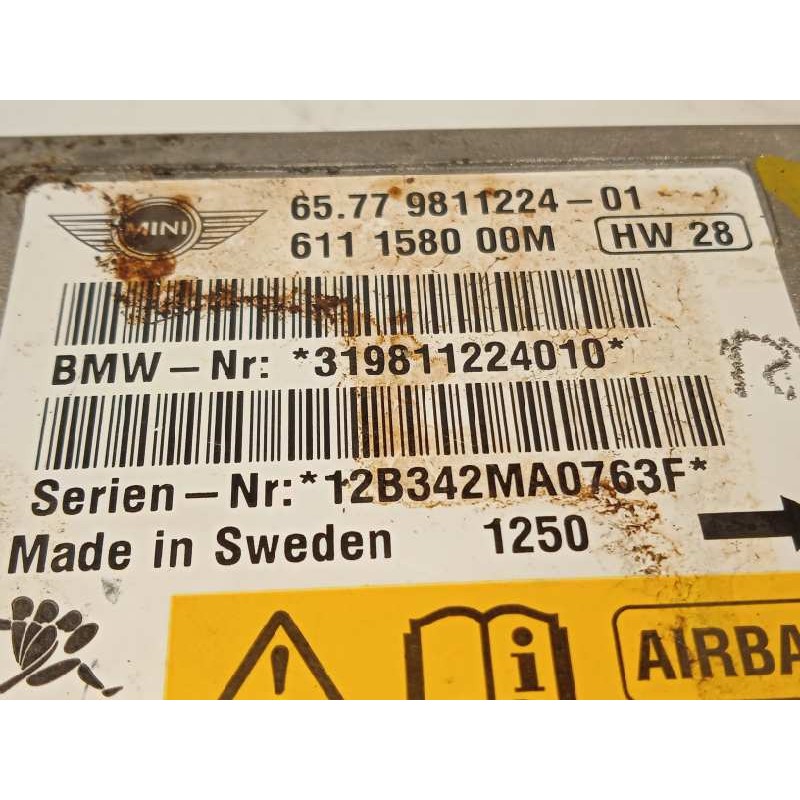 MINI
65.77 9811224-01
611 1580 00M HW 28
BMW-Nr: *319811224010*
Serien-Nr:*12B342MA0763F*
Made in Sweden 1250
AIRBA